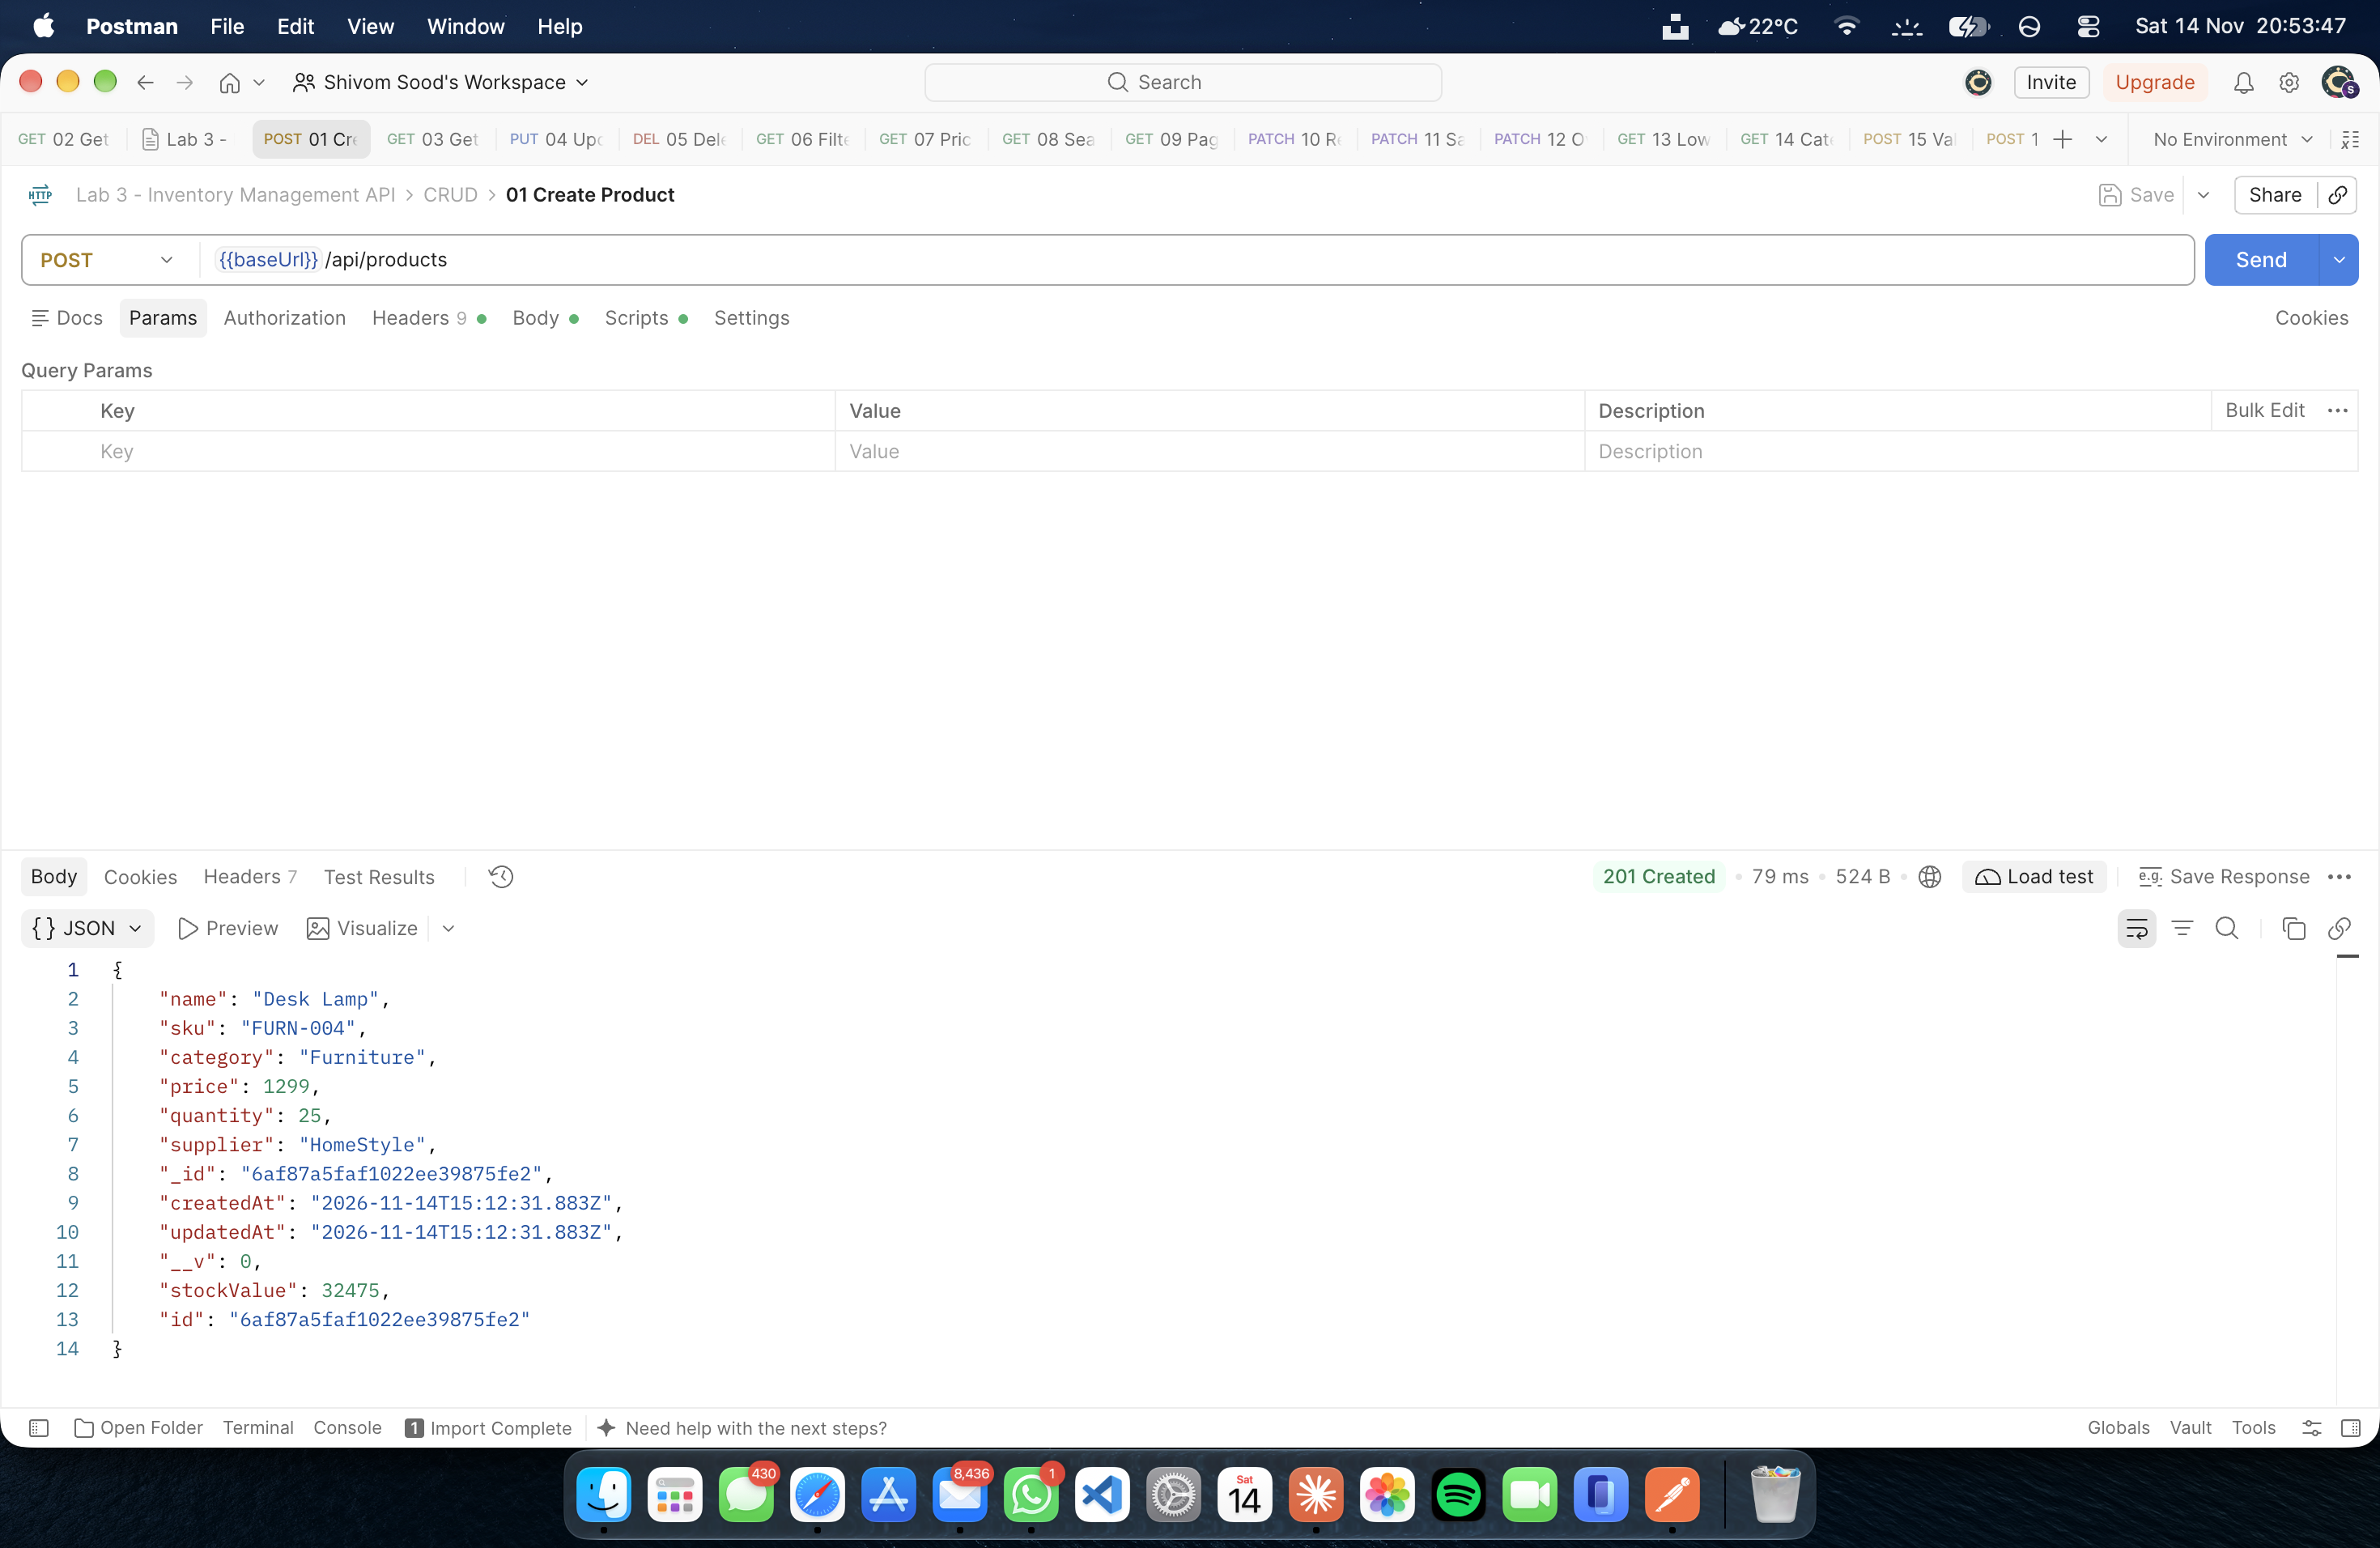 Postman File Edit View Window Help 22°C Sat 14 Nov 20:53:47
Shivom Sood's Workspace Search Invite Upgrade
GET 02 Get Lab 3 - POST 01 Cr GET 03 Get PUT 04 Upc DEL 05 Dele GET 06 Filte GET 07 Pric GET 08 Sea GET 09 Pag PATCH 10 R PATCH 11 Sa PATCH 12 O GET 13 Low GET 14 Cat POST 15 Val POST 1 No Environment
HTTP Lab 3 - Inventory Management API > CRUD > 01 Create Product Save Share
POST {{baseUrl}} /api/products Send
Docs Params Authorization Headers 9 Body Scripts Settings Cookies
Query Params
Key Value Description Bulk Edit
Key Value Description
Body Cookies Headers 7 Test Results 201 Created 79 ms 524 B Load test e.g. Save Response
{ } JSON Preview Visualize
1 {
2 "name": "Desk Lamp",
3 "sku": "FURN-004",
4 "category": "Furniture",
5 "price": 1299,
6 "quantity": 25,
7 "supplier": "HomeStyle",
8 "_id": "6af87a5faf1022ee39875fe2",
9 "createdAt": "2026-11-14T15:12:31.883Z",
10 "updatedAt": "2026-11-14T15:12:31.883Z",
11 "__v": 0,
12 "stockValue": 32475,
13 "id": "6af87a5faf1022ee39875fe2"
14 }
Open Folder Terminal Console 1 Import Complete Need help with the next steps? Globals Vault Tools
430 8,436 1 Sat 14